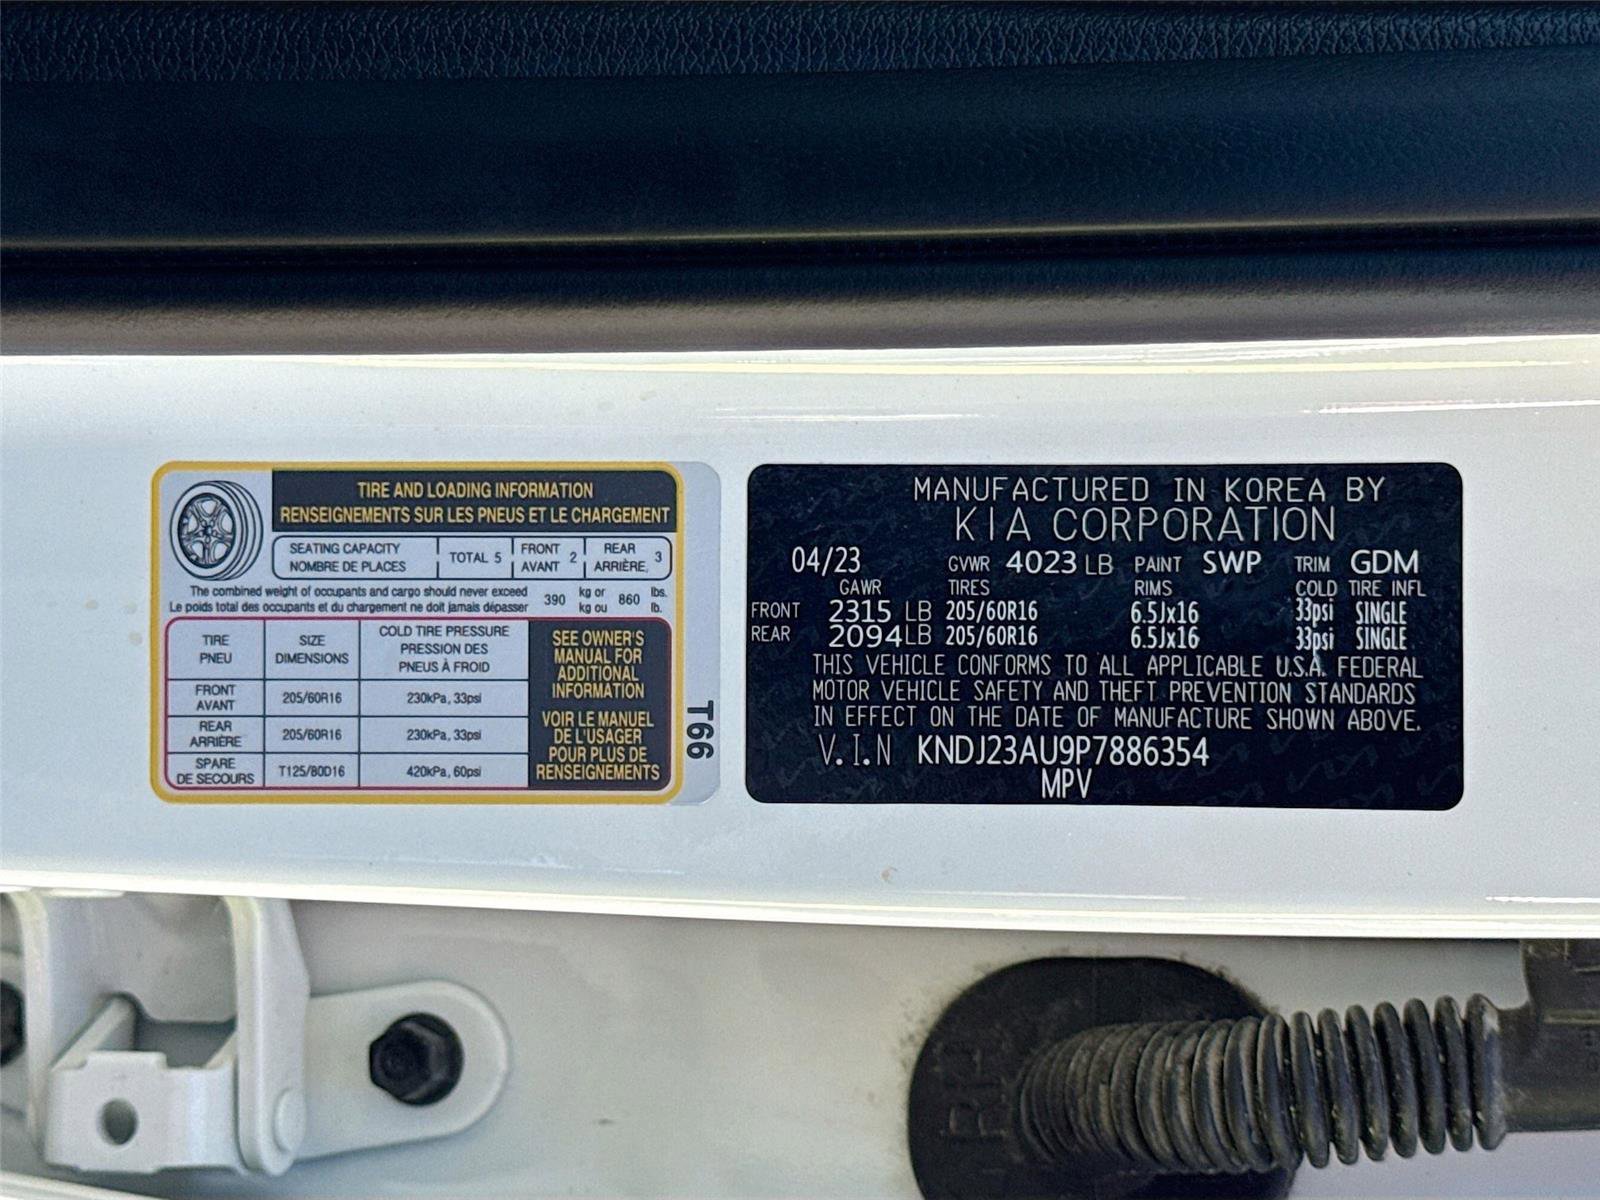 TIRE AND LOADING INFORMATION
RENSEIGNEMENTS SUR LES PNEUS ET LE CHARGEMENT
SEATING CAPACITY
NOMBRE DE PLACES
TOTAL 5
FRONT
AVANT 2
REAR
ARRIÈRE, 3
The combined weight of occupants and cargo should never exceed
Le poids total des occupants et du chargement ne doit jamais dépasser
390
kg or
kg ou
860
lbs.
lb.
TIRE
PNEU
SIZE
DIMENSIONS
COLD TIRE PRESSURE
PRESSION DES
PNEUS À FROID
FRONT
AVANT
205/60R16
230kPa, 33psi
REAR
ARRIÈRE
205/60R16
230kPa, 33psi
SPARE
DE SECOURS
T125/80D16
420kPa, 60psi
SEE OWNER'S
MANUAL FOR
ADDITIONAL
INFORMATION
VOIR LE MANUEL
DE L'USAGER
POUR PLUS DE
RENSEIGNEMENTS
T66
MANUFACTURED IN KOREA BY
KIA CORPORATION
04/23 GVWR 4023 LB PAINT SWP TRIM GDM
GAWR TIRES RIMS COLD TIRE INFL
FRONT 2315 LB 205/60R16 6.5Jx16 33psi SINGLE
REAR 2094 LB 205/60R16 6.5Jx16 33psi SINGLE
THIS VEHICLE CONFORMS TO ALL APPLICABLE U.S.A. FEDERAL
MOTOR VEHICLE SAFETY AND THEFT PREVENTION STANDARDS
IN EFFECT ON THE DATE OF MANUFACTURE SHOWN ABOVE.
V.I.N KNDJ23AU9P7886354
MPV